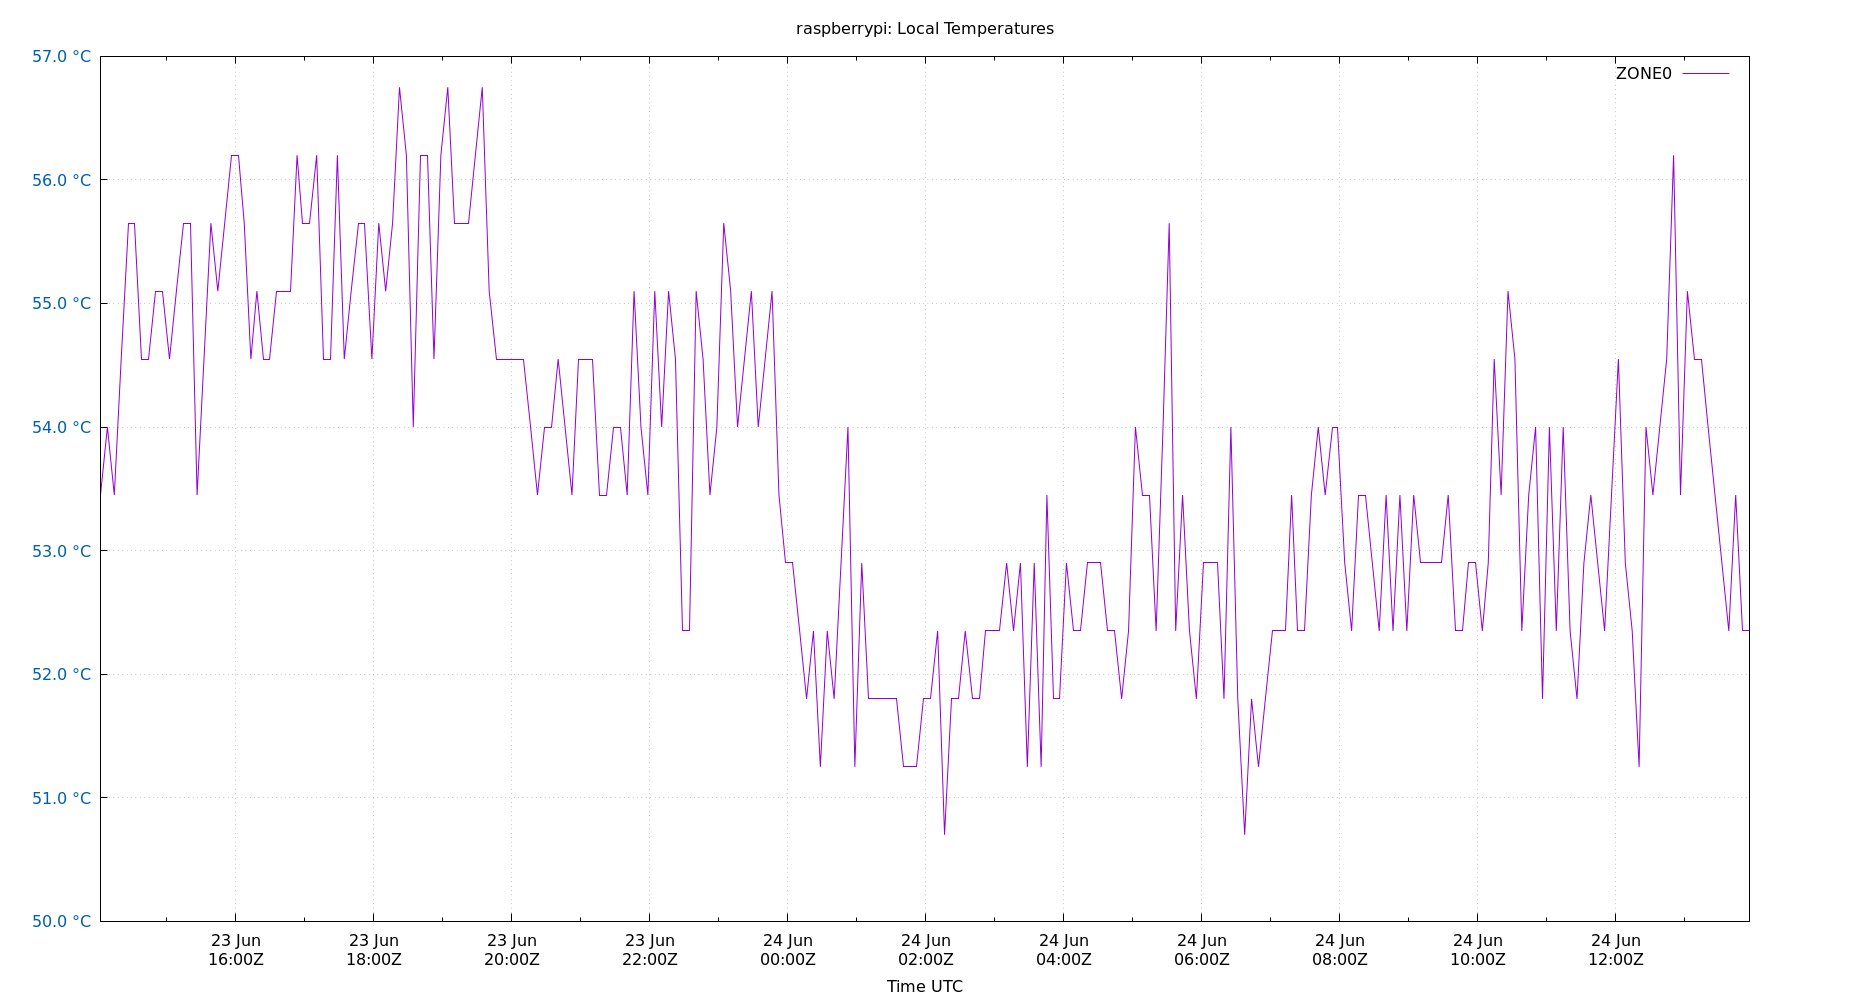 raspberrypi: Local Temperatures
57.0 °C
56.0 °C
55.0 °C
54.0 °C
53.0 °C
52.0 °C
51.0 °C
50.0 °C
ZONE0
23 Jun 23 Jun 23 Jun 23 Jun 24 Jun 24 Jun 24 Jun 24 Jun 24 Jun 24 Jun 24 Jun
16:00Z 18:00Z 20:00Z 22:00Z 00:00Z 02:00Z 04:00Z 06:00Z 08:00Z 10:00Z 12:00Z
Time UTC